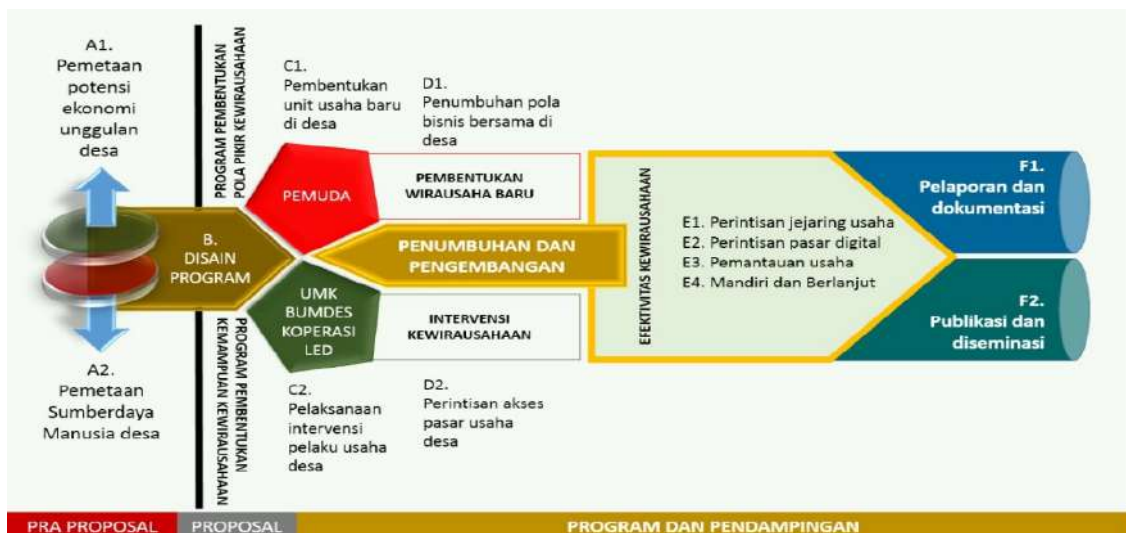 A1.
Pemetaan
potensi
ekonomi
unggulan
desa
B.
DISAIN
PROGRAM
A2.
Pemetaan
Sumberdaya
Manusia desa
PROGRAM PEMBENTUKAN
POLA PIKIR KEWIRAUSAHAAN
PROGRAM PEMBENTUKAN
KEMAMPUAN KEWIRAUSAHAAN
C1.
Pembentukan
unit usaha baru
di desa
PEMUDA
UMK
BUMDES
KOPERASI
LED
C2.
Pelaksanaan
intervensi
pelaku usaha
desa
D1.
Penumbuhan pola
bisnis bersama di
desa
PEMBENTUKAN
WIRAUSAHA BARU
PENUMBUHAN DAN
PENGEMBANGAN
INTERVENSI
KEWIRAUSAHAAN
D2.
Perintisan akses
pasar usaha
desa
EFEKTIVITAS KEWIRAUSAHAAN
E1. Perintisan jejaring usaha
E2. Perintisan pasar digital
E3. Pemantauan usaha
E4. Mandiri dan Berlanjut
F1.
Pelaporan dan
dokumentasi
F2.
Publikasi dan
diseminasi
PRA PROPOSAL
PROPOSAL
PROGRAM DAN PENDAMPINGAN